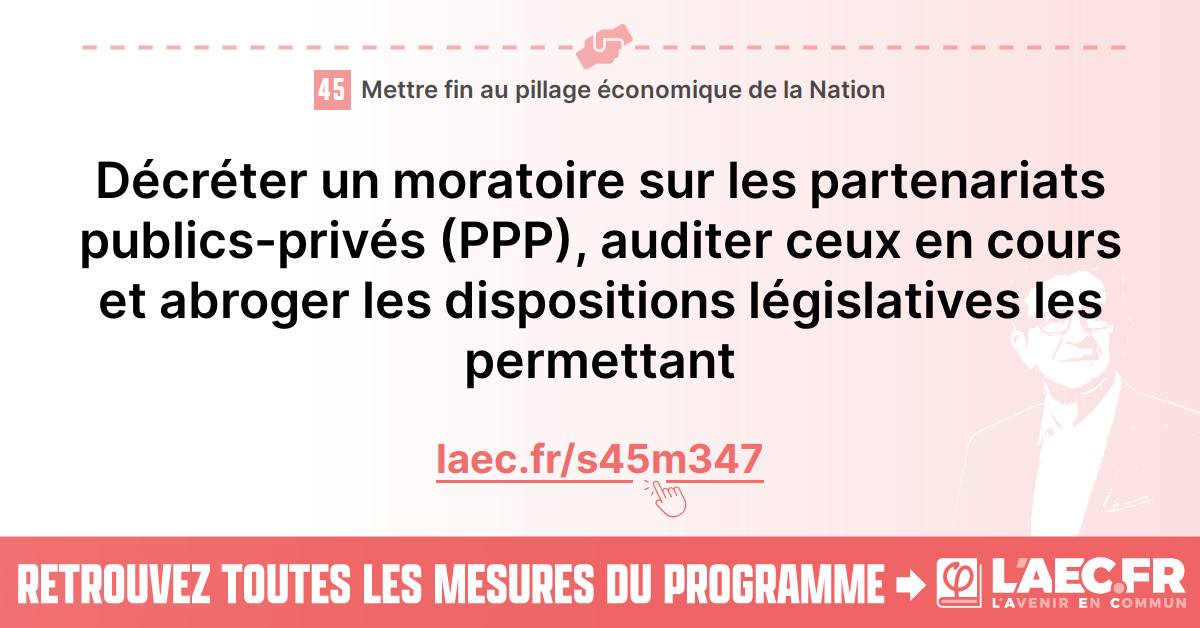 45 Mettre fin au pillage économique de la Nation
Décréter un moratoire sur les partenariats
publics-privés (PPP), auditer ceux en cours
et abroger les dispositions législatives les
permettant
laec.fr/s45m347
RETROUVEZ TOUTES LES MESURES DU PROGRAMME
φ L'AEC.FR
L'AVENIR EN COMMUN